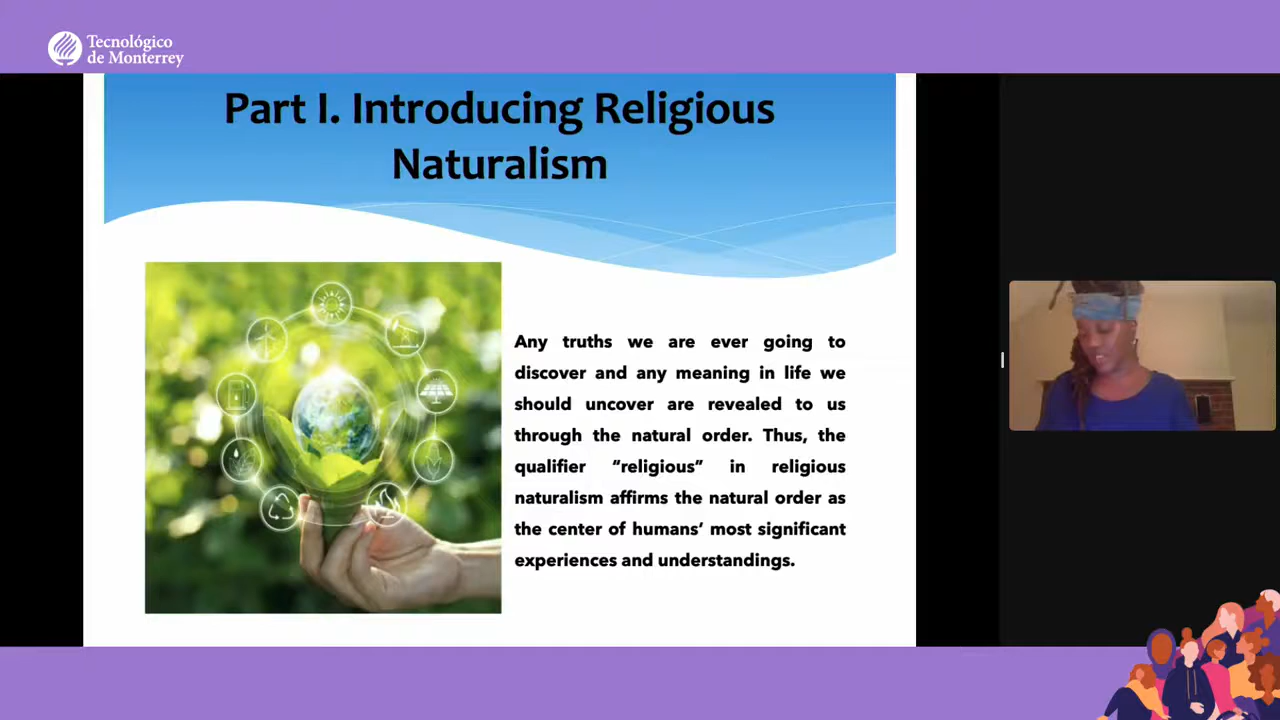 Tecnológico
de Monterrey
Part I. Introducing Religious
Naturalism
Any truths we are ever going to
discover and any meaning in life we
should uncover are revealed to us
through the natural order. Thus, the
qualifier “religious” in religious
naturalism affirms the natural order as
the center of humans’ most significant
experiences and understandings.